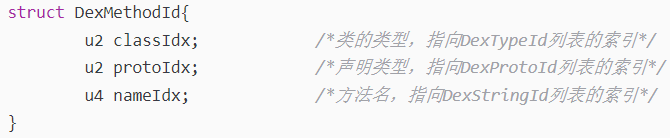 struct DexMethodId{
u2 classIdx; /*类的类型，指向DexTypeId列表的索引*/
u2 protoIdx; /*声明类型，指向DexProtoId列表的索引*/
u4 nameIdx; /*方法名，指向DexStringId列表的索引*/
}